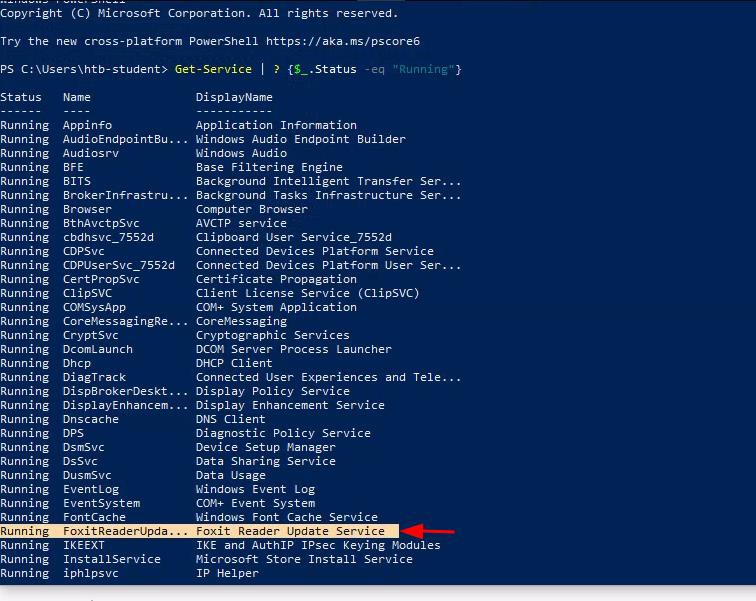 Windows PowerShell
Copyright (C) Microsoft Corporation. All rights reserved.
Try the new cross-platform PowerShell https://aka.ms/pscore6
PS C:\Users\htb-student> Get-Service | ? {$_.Status -eq "Running"}
Status   Name               DisplayName
------   ----               -----------
Running  Appinfo            Application Information
Running  AudioEndpointBu... Windows Audio Endpoint Builder
Running  Audiosrv           Windows Audio
Running  BFE                Base Filtering Engine
Running  BITS               Background Intelligent Transfer Ser...
Running  BrokerInfrastru... Background Tasks Infrastructure Ser...
Running  Browser            Computer Browser
Running  BthAvctpSvc        AVCTP service
Running  cbdhsvc_7552d      Clipboard User Service_7552d
Running  CDPSvc             Connected Devices Platform Service
Running  CDPUserSvc_7552d   Connected Devices Platform User Ser...
Running  CertPropSvc        Certificate Propagation
Running  ClipSVC            Client License Service (ClipSVC)
Running  COMSysApp          COM+ System Application
Running  CoreMessagingRe... CoreMessaging
Running  CryptSvc           Cryptographic Services
Running  DcomLaunch         DCOM Server Process Launcher
Running  Dhcp               DHCP Client
Running  DiagTrack          Connected User Experiences and Tele...
Running  DispBrokerDeskt... Display Policy Service
Running  DisplayEnhancem... Display Enhancement Service
Running  Dnscache           DNS Client
Running  DPS                Diagnostic Policy Service
Running  DsmSvc             Device Setup Manager
Running  DsSvc              Data Sharing Service
Running  DusmSvc            Data Usage
Running  EventLog           Windows Event Log
Running  EventSystem        COM+ Event System
Running  FontCache          Windows Font Cache Service
Running  FoxitReaderUpda... Foxit Reader Update Service
Running  IKEEXT             IKE and AuthIP IPsec Keying Modules
Running  InstallService     Microsoft Store Install Service
Running  iphlpsvc           IP Helper